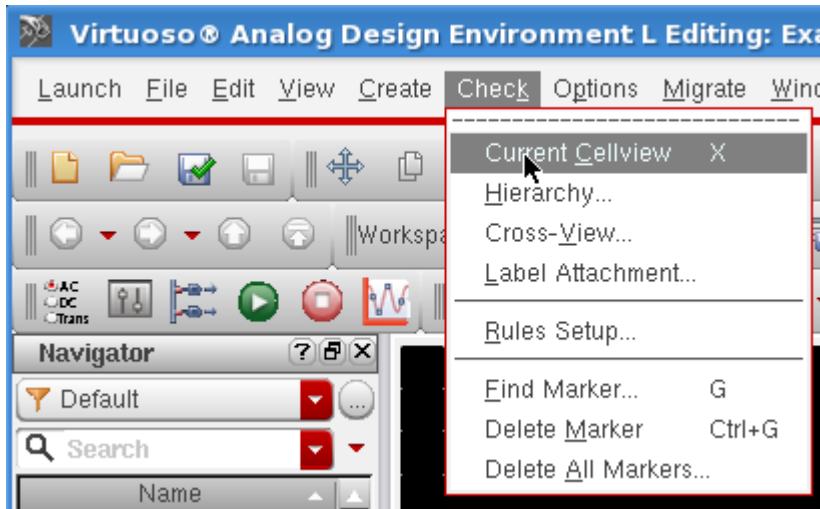 Virtuoso® Analog Design Environment L Editing: Exa
Launch File Edit View Create Check Options Migrate Wind
Current Cellview X
Hierarchy...
Cross-View...
Label Attachment...
Rules Setup...
Find Marker... G
Delete Marker Ctrl+G
Delete All Markers...
Workspa
AC
DC
Trans
Navigator ?
Default ...
Search
Name